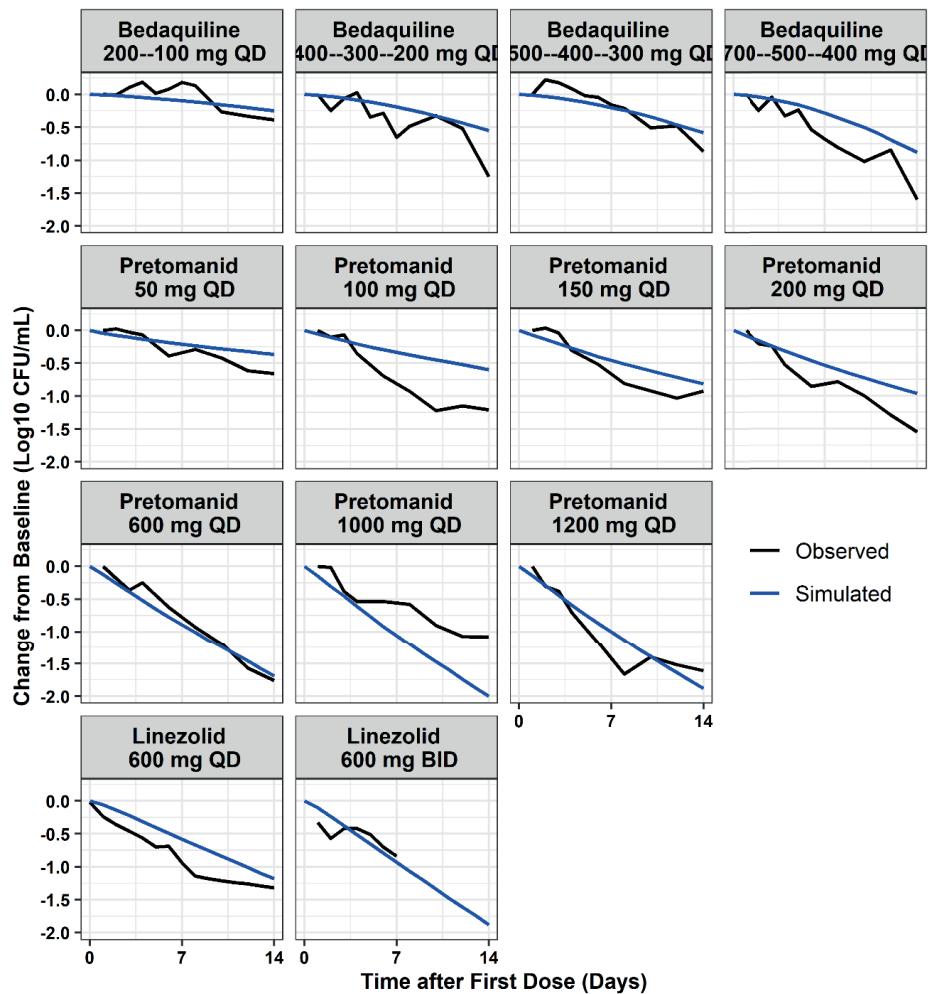 Bedaquiline
200--100 mg QD
Bedaquiline
400--300--200 mg QD
Bedaquiline
500--400--300 mg QD
Bedaquiline
700--500--400 mg QD
0.0
-0.5
-1.0
-1.5
-2.0
Pretomanid
50 mg QD
Pretomanid
100 mg QD
Pretomanid
150 mg QD
Pretomanid
200 mg QD
0.0
-0.5
-1.0
-1.5
-2.0
Change from Baseline (Log10 CFU/mL)
Pretomanid
600 mg QD
Pretomanid
1000 mg QD
Pretomanid
1200 mg QD
0.0
-0.5
-1.0
-1.5
-2.0
0
7
14
Observed
Simulated
Linezolid
600 mg QD
Linezolid
600 mg BID
0.0
-0.5
-1.0
-1.5
-2.0
0
7
14
0
7
14
Time after First Dose (Days)